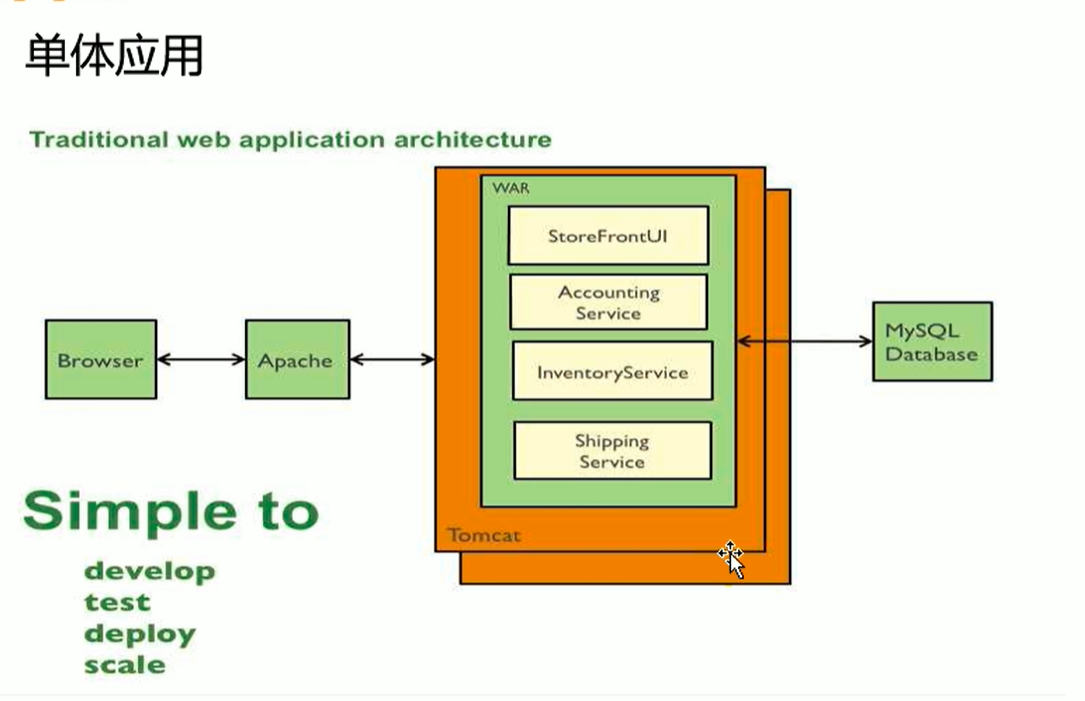 单体应用
Traditional web application architecture
WAR
StoreFrontUI
Accounting
Service
InventoryService
Shipping
Service
Tomcat
Browser
Apache
MySQL
Database
Simple to
develop
test
deploy
scale